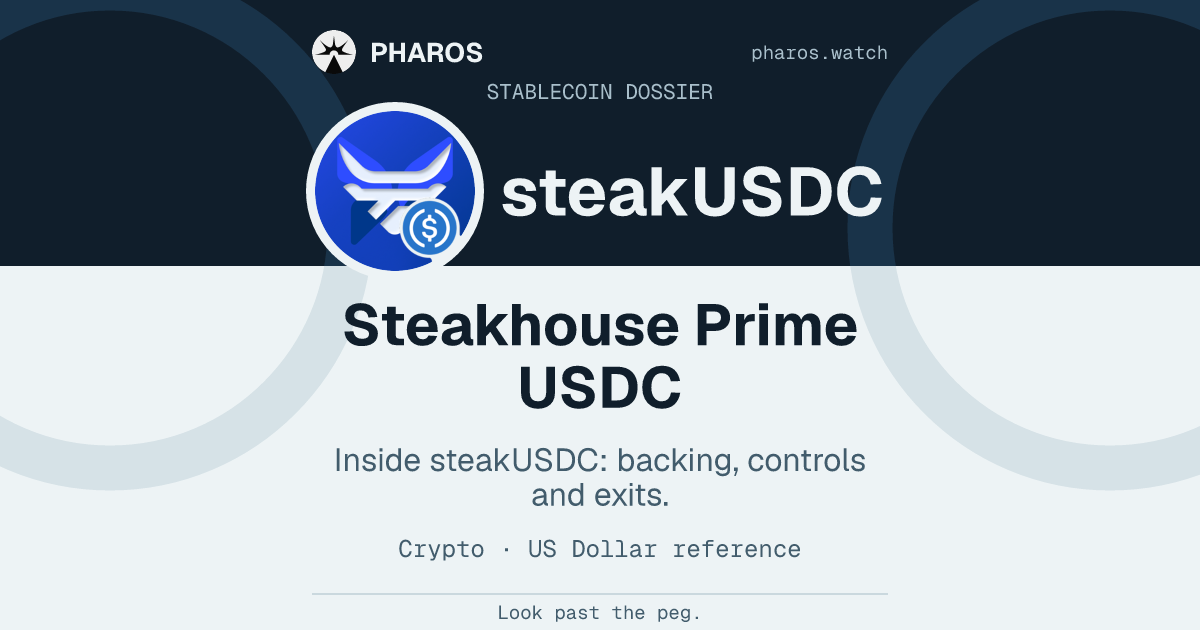 PHAROS
pharos.watch
STABLECOIN DOSSIER
steakUSDC
Steakhouse Prime
USDC
Inside steakUSDC: backing, controls
and exits.
Crypto · US Dollar reference
Look past the peg.